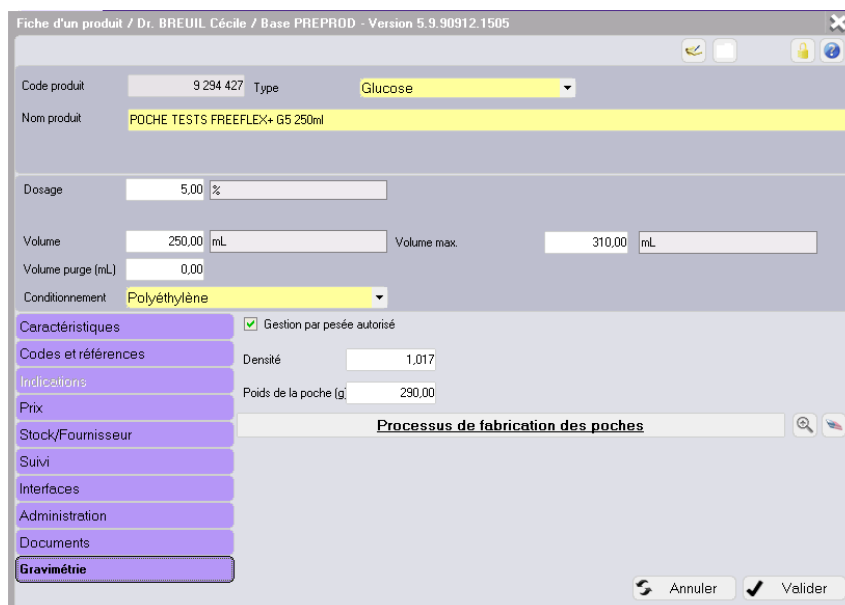 Fiche d'un produit / Dr. BREUIL Cécile / Base PREPROD - Version 5.9.90912.1505
Code produit 9 294 427 Type Glucose
Nom produit POCHE TESTS FREEFLEX+ G5 250ml
Dosage 5,00 %
Volume 250,00 mL Volume max. 310,00 mL
Volume purge (mL) 0,00
Conditionnement Polyéthylène
Caractéristiques Gestion par pesée autorisé
Codes et références Densité 1,017
Indications
Poids de la poche (g) 290,00
Prix
Processus de fabrication des poches
Stock/Fournisseur
Suivi
Interfaces
Administration
Documents
Gravimétrie
Annuler Valider